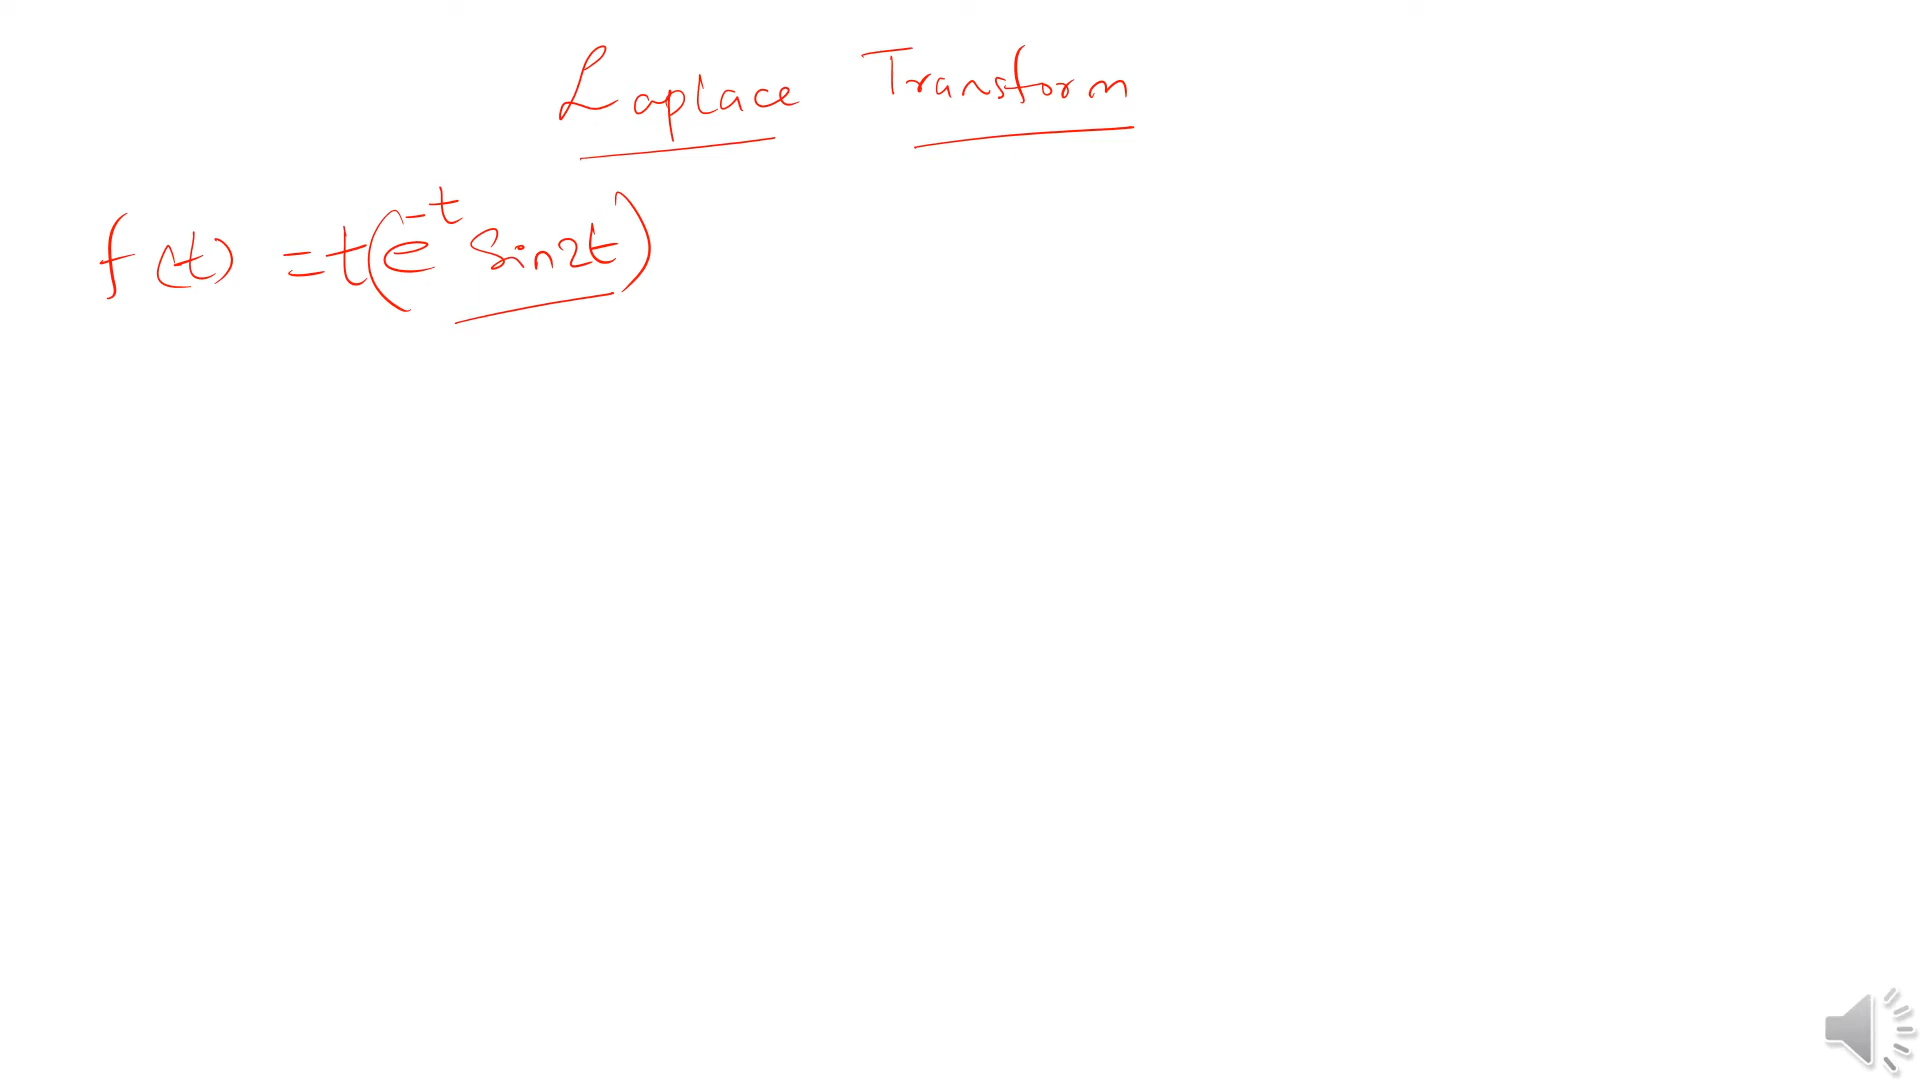 Laplace Transform
f(t) = t(e^-t sin2t)